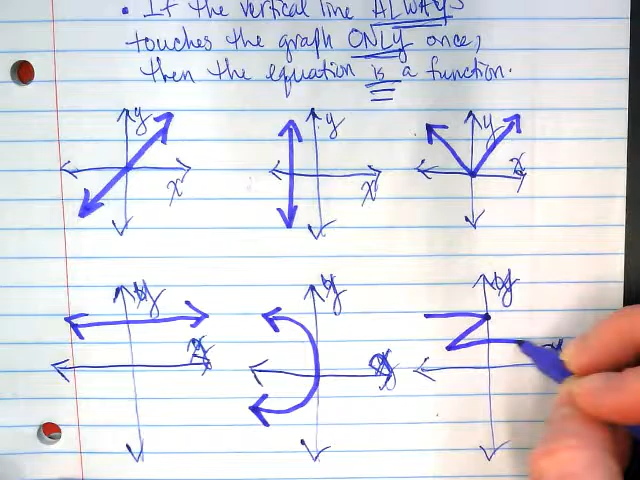 • If the vertical line ALWAYS
touches the graph ONLY once,
then the equation is a function.
y y y
x x x
y y y